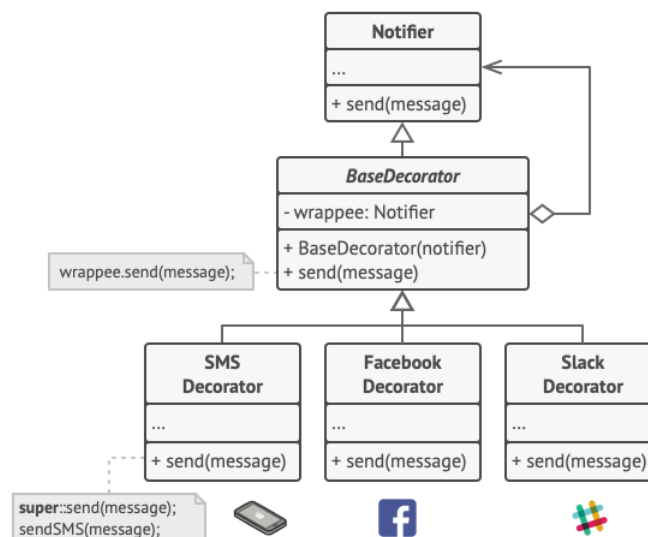 Notifier
...
+ send(message)
BaseDecorator
- wrappee: Notifier
+ BaseDecorator(notifier)
+ send(message)
wrappee.send(message);
SMS
Decorator
...
+ send(message)
Facebook
Decorator
...
+ send(message)
Slack
Decorator
...
+ send(message)
super::send(message);
sendSMS(message);